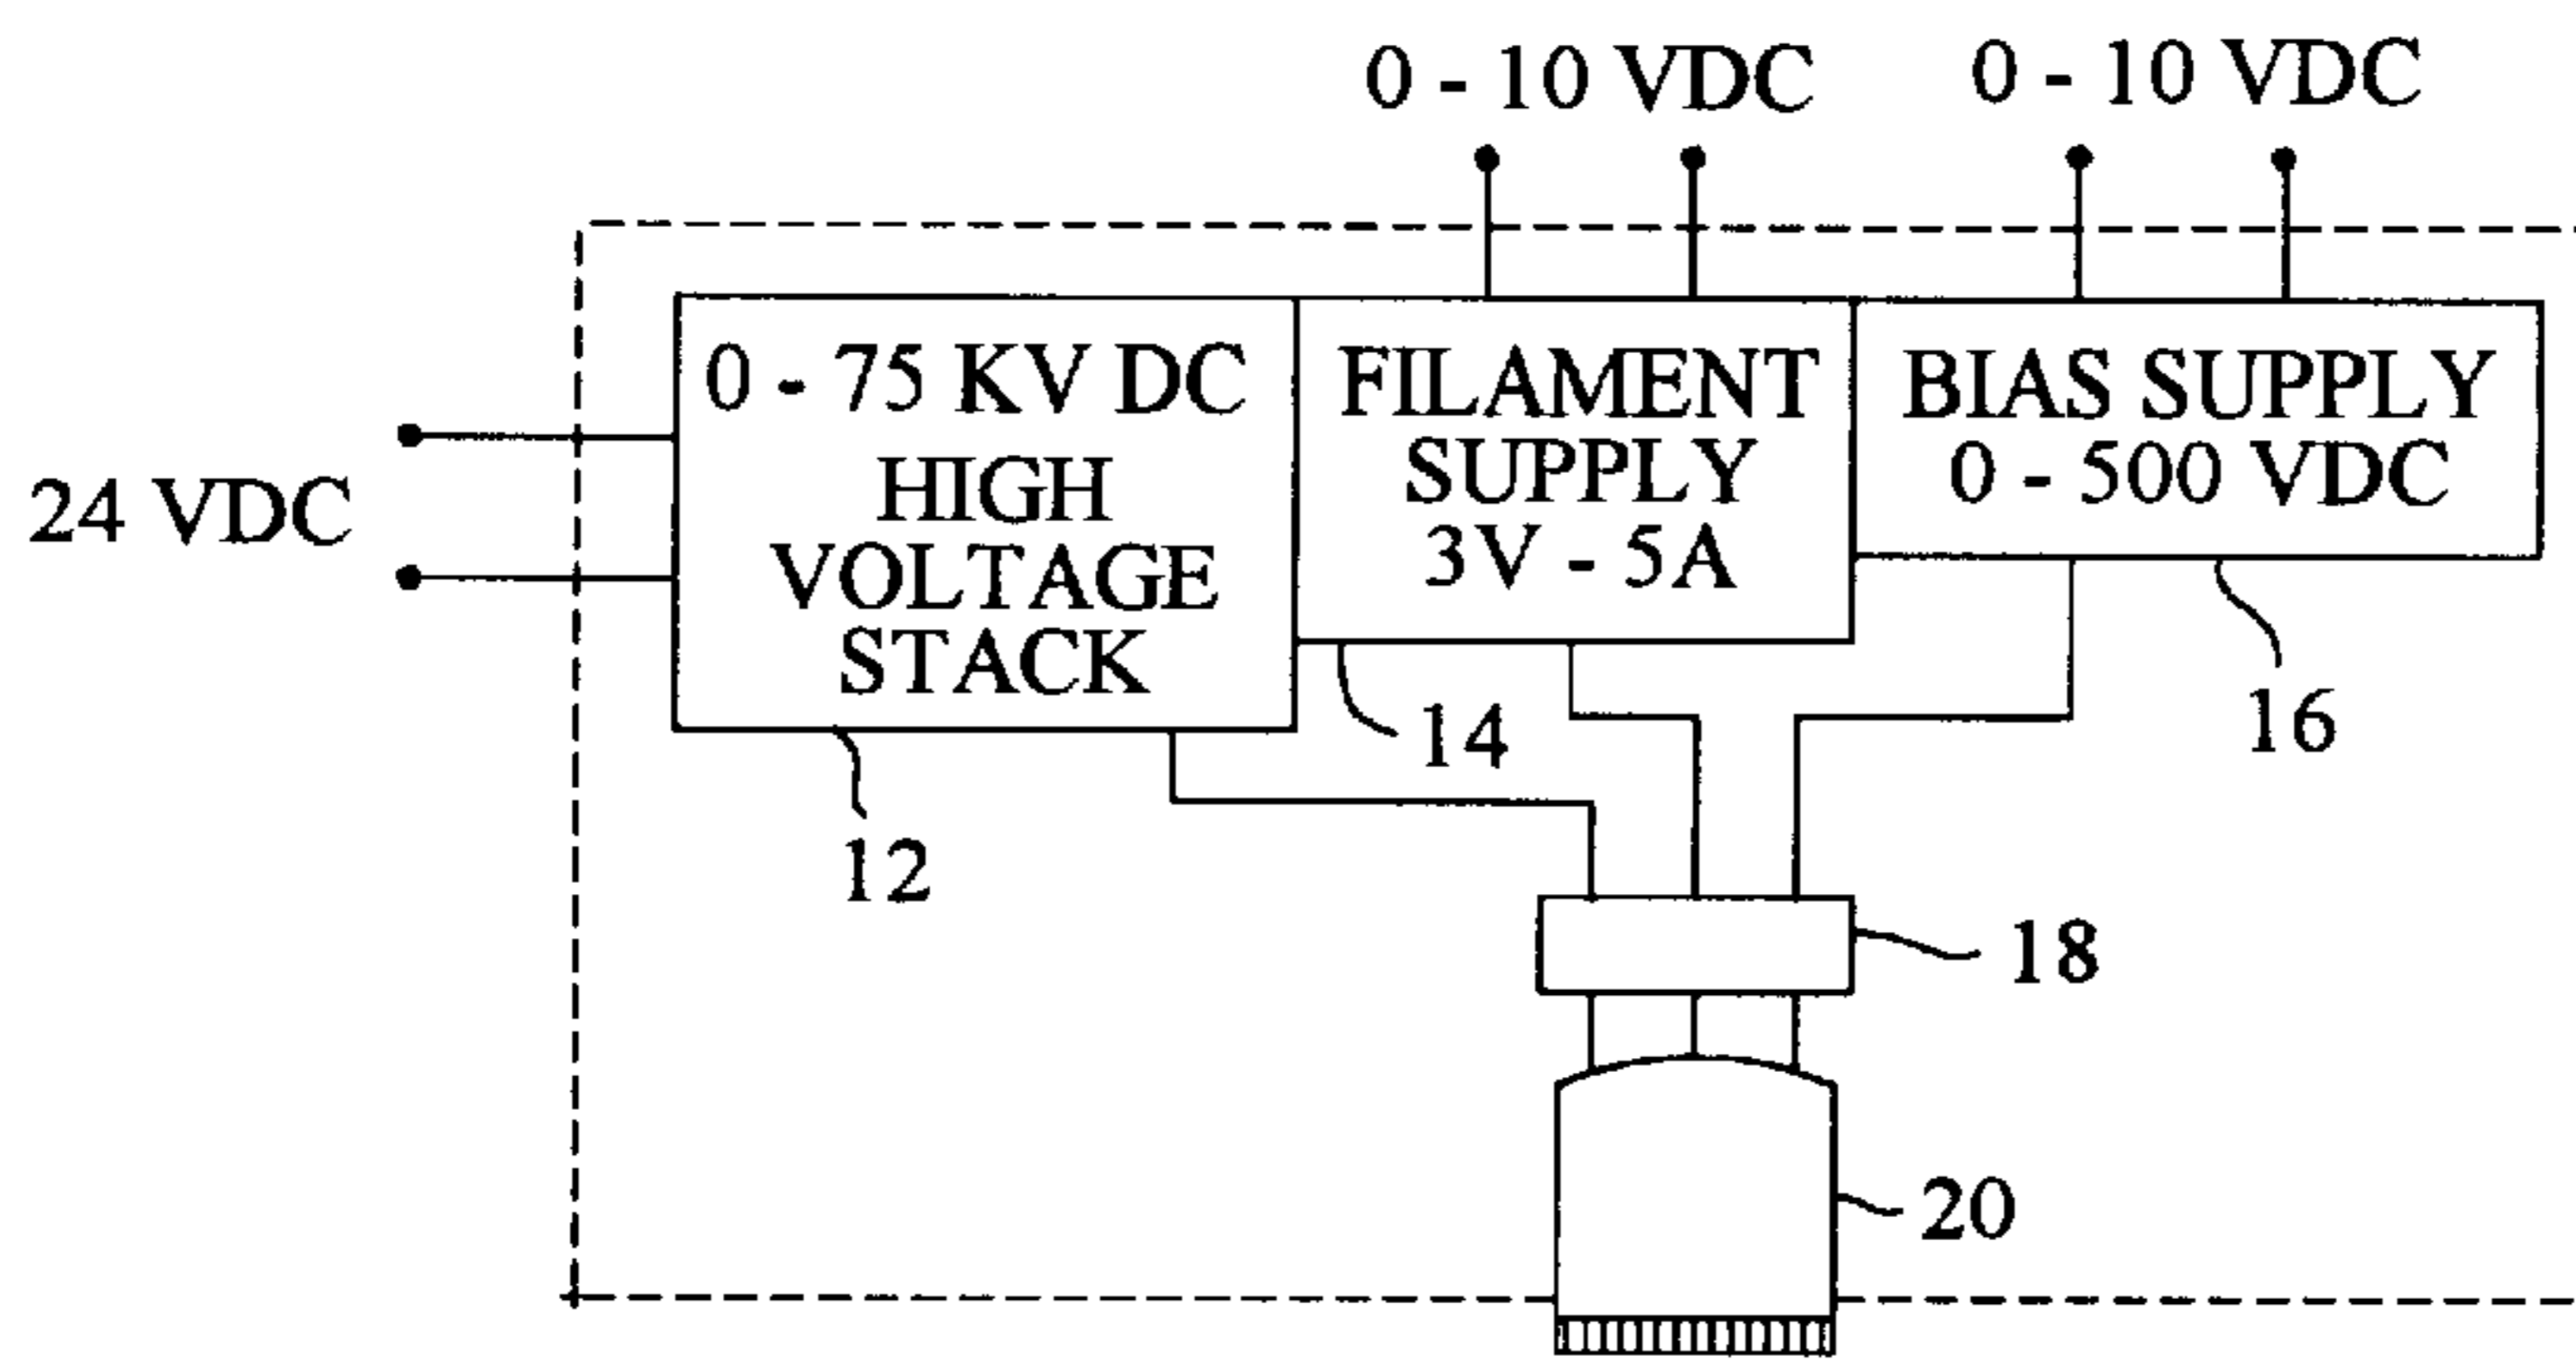 0 - 10 VDC
0 - 10 VDC
24 VDC
0 - 75 KV DC
HIGH
VOLTAGE
STACK
FILAMENT
SUPPLY
3V - 5A
BIAS SUPPLY
0 - 500 VDC
12
14
16
18
20